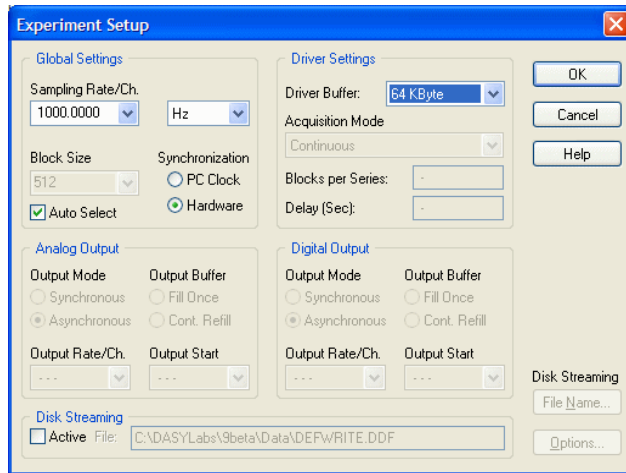 Experiment Setup
Global Settings
Sampling Rate/Ch.
1000.0000 Hz
Block Size Synchronization
512 PC Clock
Auto Select Hardware
Driver Settings
Driver Buffer: 64 KByte
Acquisition Mode
Continuous
Blocks per Series: -
Delay (Sec): -
OK
Cancel
Help
Analog Output
Output Mode Output Buffer
Synchronous Fill Once
Asynchronous Cont. Refill
Output Rate/Ch. Output Start
--- ---
Digital Output
Output Mode Output Buffer
Synchronous Fill Once
Asynchronous Cont. Refill
Output Rate/Ch. Output Start
--- ---
Disk Streaming
Active File: C:\DASYLabs\9beta\Data\DEFWRITE.DDF
Disk Streaming
File Name...
Options...